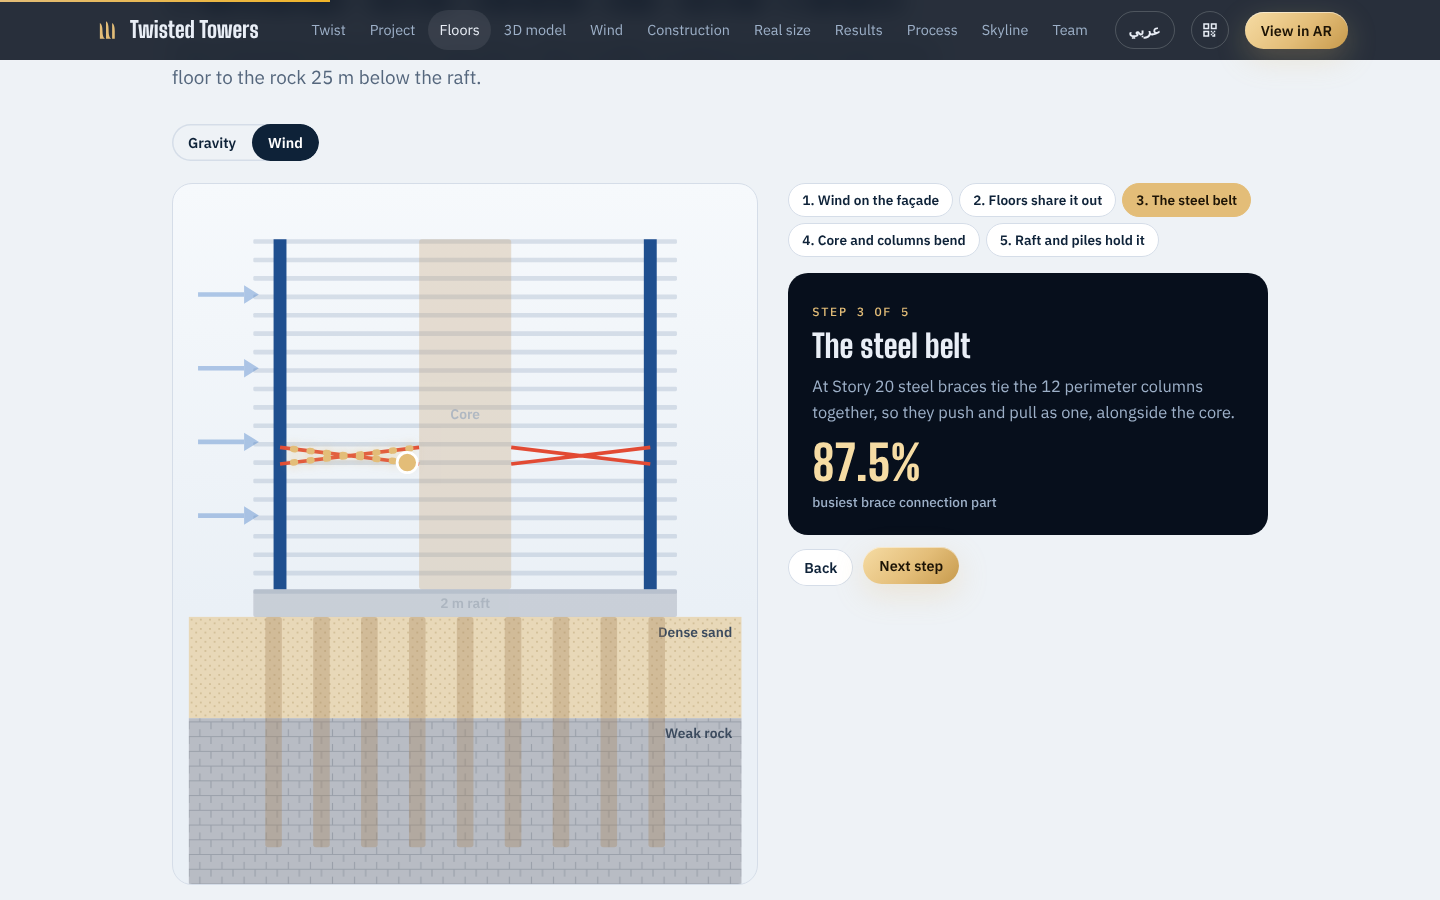 Twisted Towers
Twist
Project
Floors
3D model
Wind
Construction
Real size
Results
Process
Skyline
Team
عربي
View in AR
floor to the rock 25 m below the raft.
Gravity
Wind
Core
2 m raft
Dense sand
Weak rock
1. Wind on the façade
2. Floors share it out
3. The steel belt
4. Core and columns bend
5. Raft and piles hold it
STEP 3 OF 5
The steel belt
At Story 20 steel braces tie the 12 perimeter columns
together, so they push and pull as one, alongside the core.
87.5%
busiest brace connection part
Back
Next step